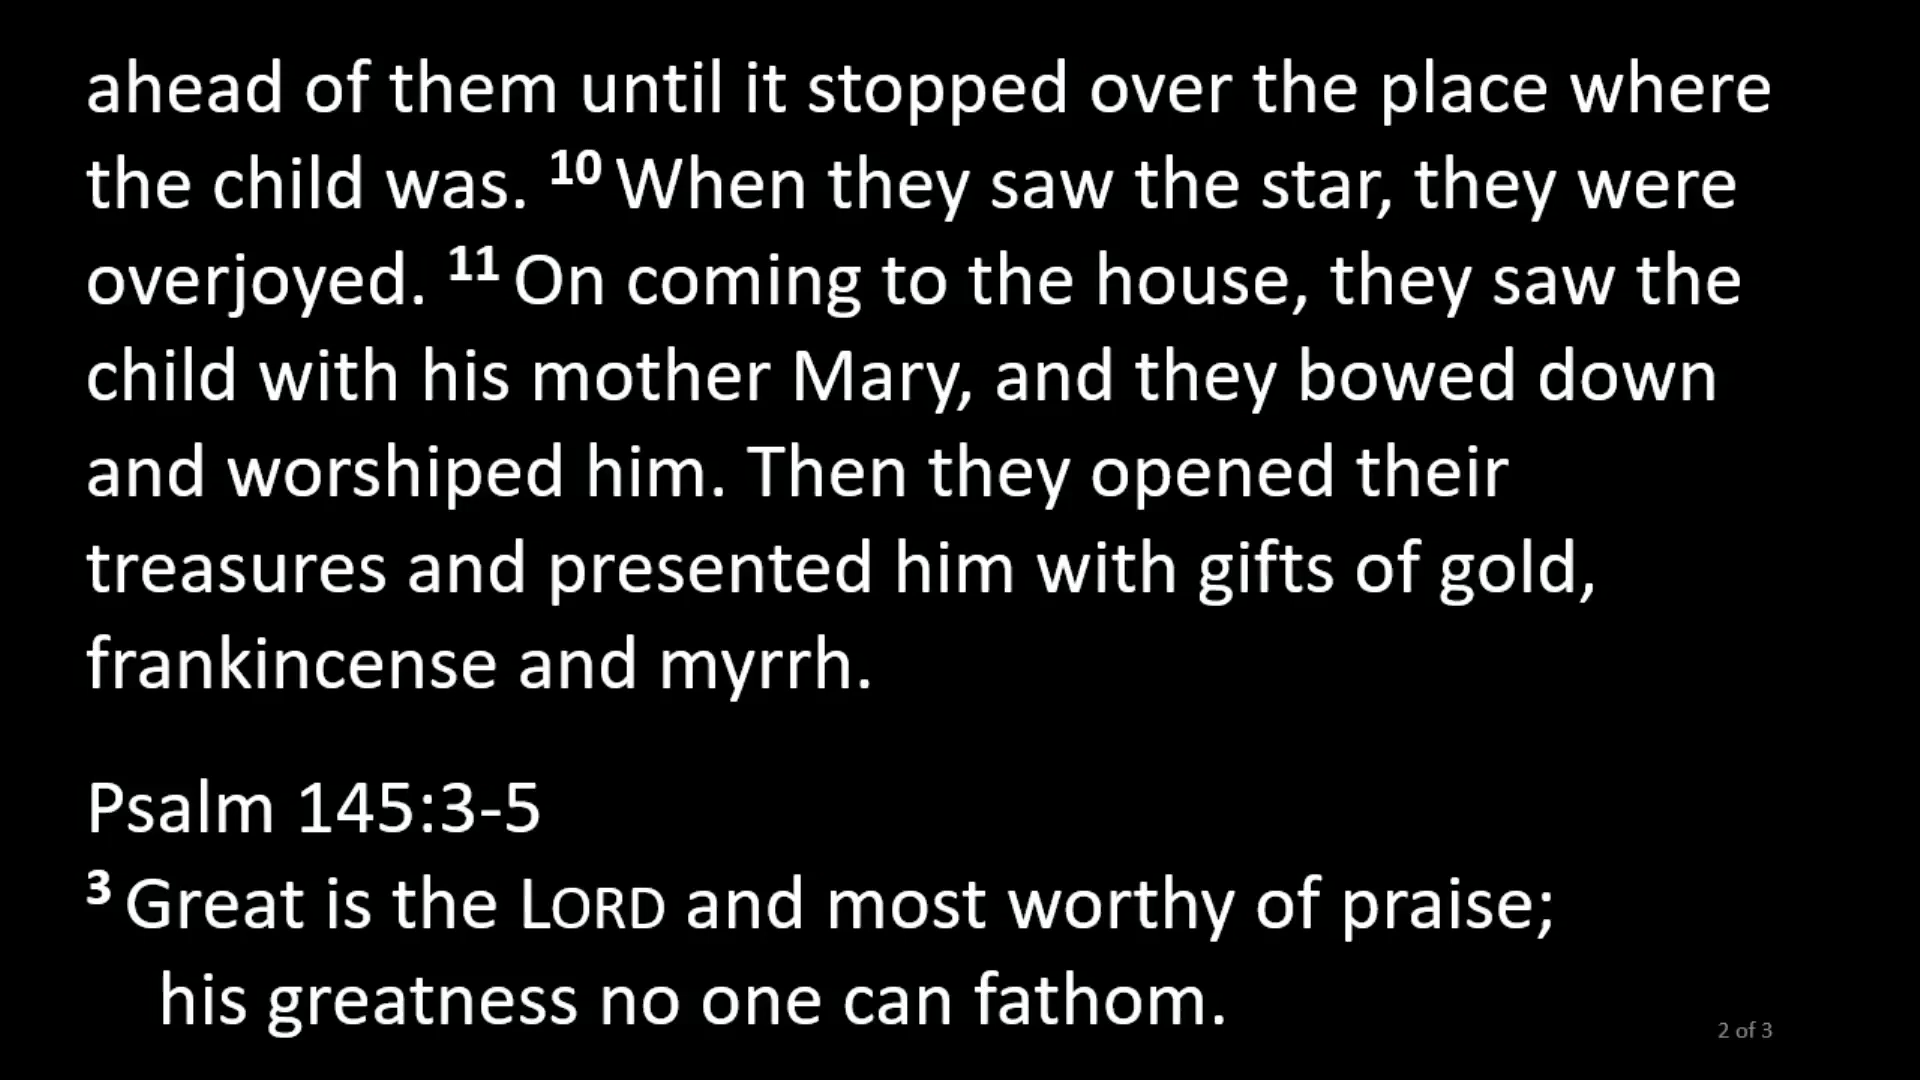 ahead of them until it stopped over the place where
the child was. 10 When they saw the star, they were
overjoyed. 11 On coming to the house, they saw the
child with his mother Mary, and they bowed down
and worshiped him. Then they opened their
treasures and presented him with gifts of gold,
frankincense and myrrh.
Psalm 145:3-5
3 Great is the LORD and most worthy of praise;
his greatness no one can fathom.
2 of 3